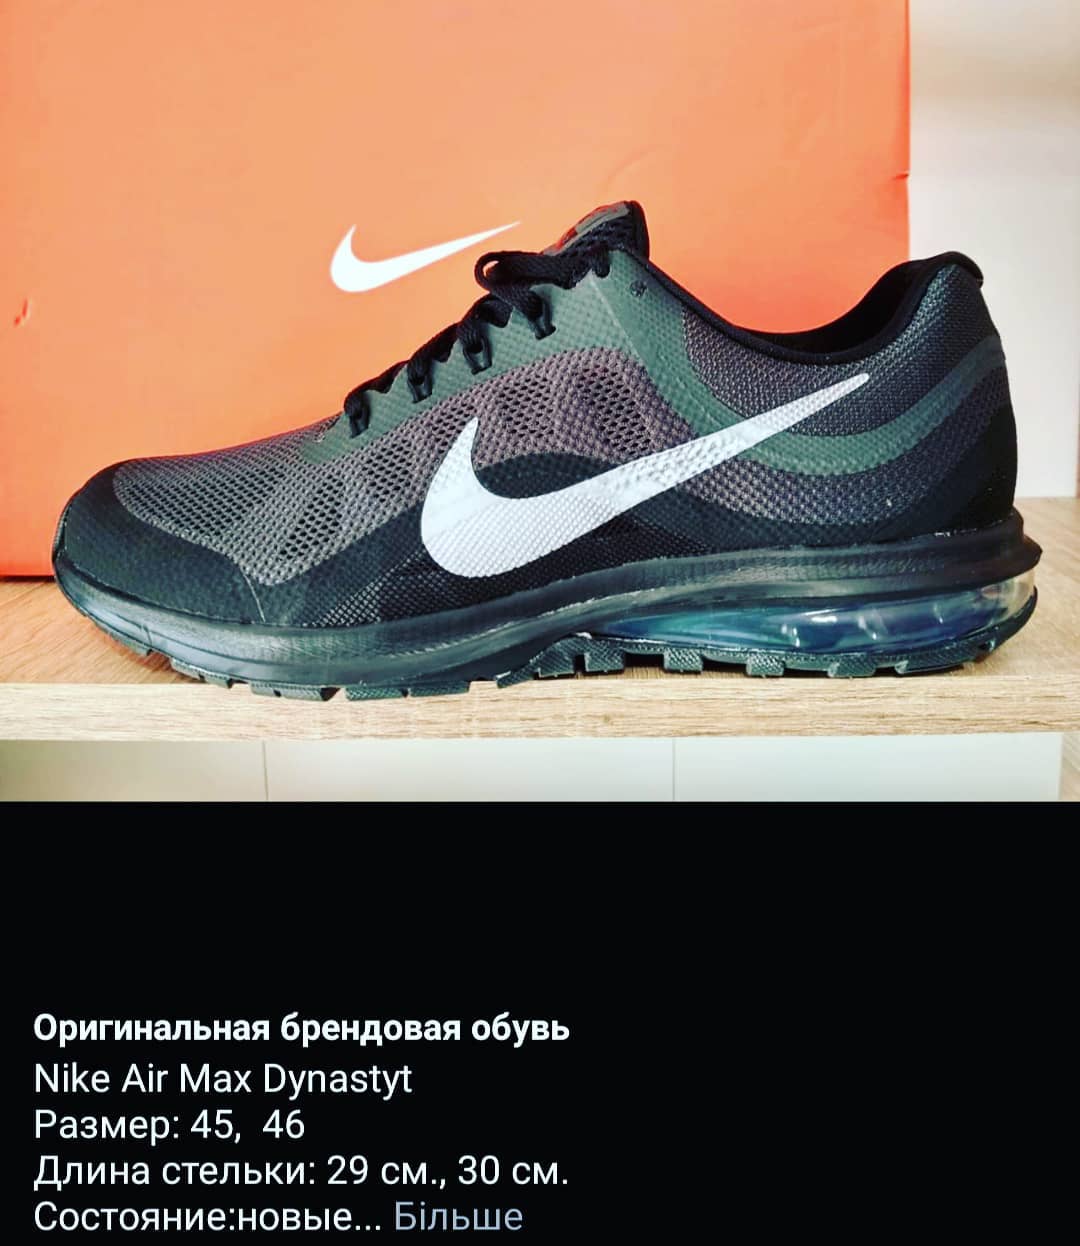 Оригинальная брендовая обувь
Nike Air Max Dynastyt
Размер: 45, 46
Длина стельки: 29 см., 30 см.
Состояние:новые... Більше